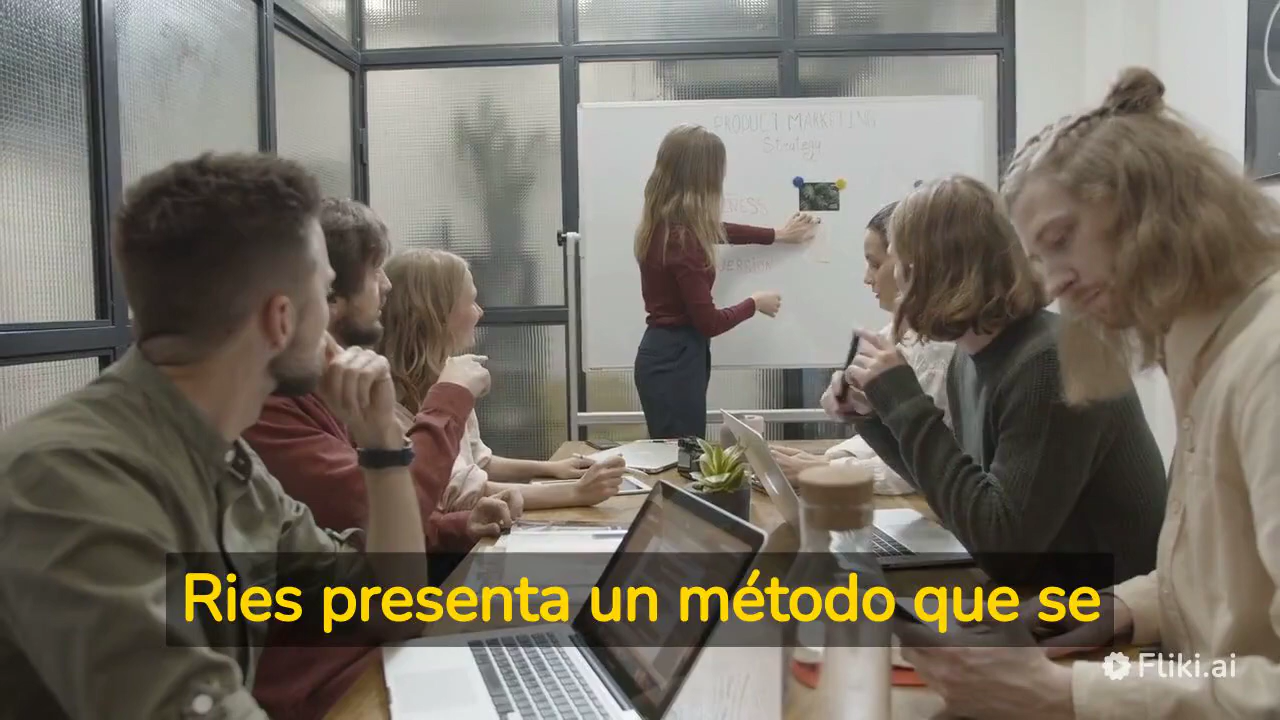 PRODUCT MARKETING
Strategy
Ries presenta un método que se
Fliki.ai